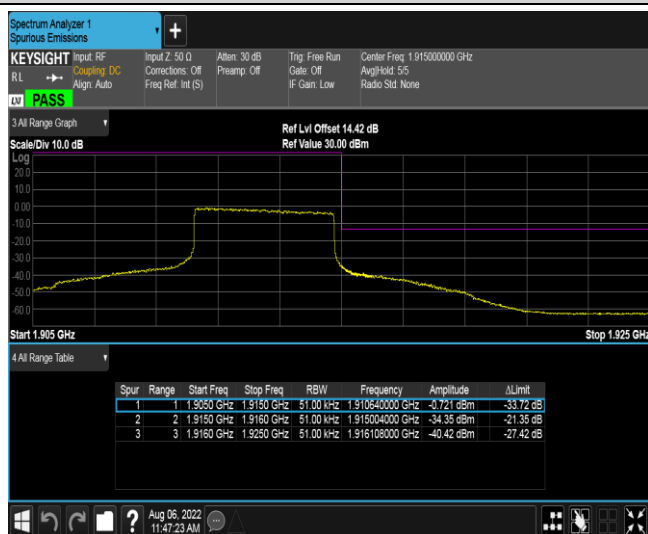 Spectrum Analyzer 1
Spurious Emissions
+
KEYSIGHT Input: RF Input Z: 50 Ω Atten: 30 dB Trig: Free Run Center Freq: 1.915000000 GHz
RL Coupling: DC Corrections: Off Preamp: Off Gate: Off Avg|Hold: 5/5
Align: Auto Freq Ref: Int (S) IF Gain: Low Radio Std: None
LXI PASS
3 All Range Graph
Ref Lvl Offset 14.42 dB
Scale/Div 10.0 dB Ref Value 30.00 dBm
Log
20.0
10.0
0.00
-10.0
-20.0
-30.0
-40.0
-50.0
-60.0
Start 1.905 GHz Stop 1.925 GHz
4 All Range Table
Spur Range Start Freq Stop Freq RBW Frequency Amplitude ΔLimit
1 1 1.9050 GHz 1.9150 GHz 51.00 kHz 1.910640000 GHz -0.721 dBm -33.72 dB
2 2 1.9150 GHz 1.9160 GHz 51.00 kHz 1.915004000 GHz -34.35 dBm -21.35 dB
3 3 1.9160 GHz 1.9250 GHz 51.00 kHz 1.916108000 GHz -40.42 dBm -27.42 dB
? Aug 06, 2022
11:47:23 AM